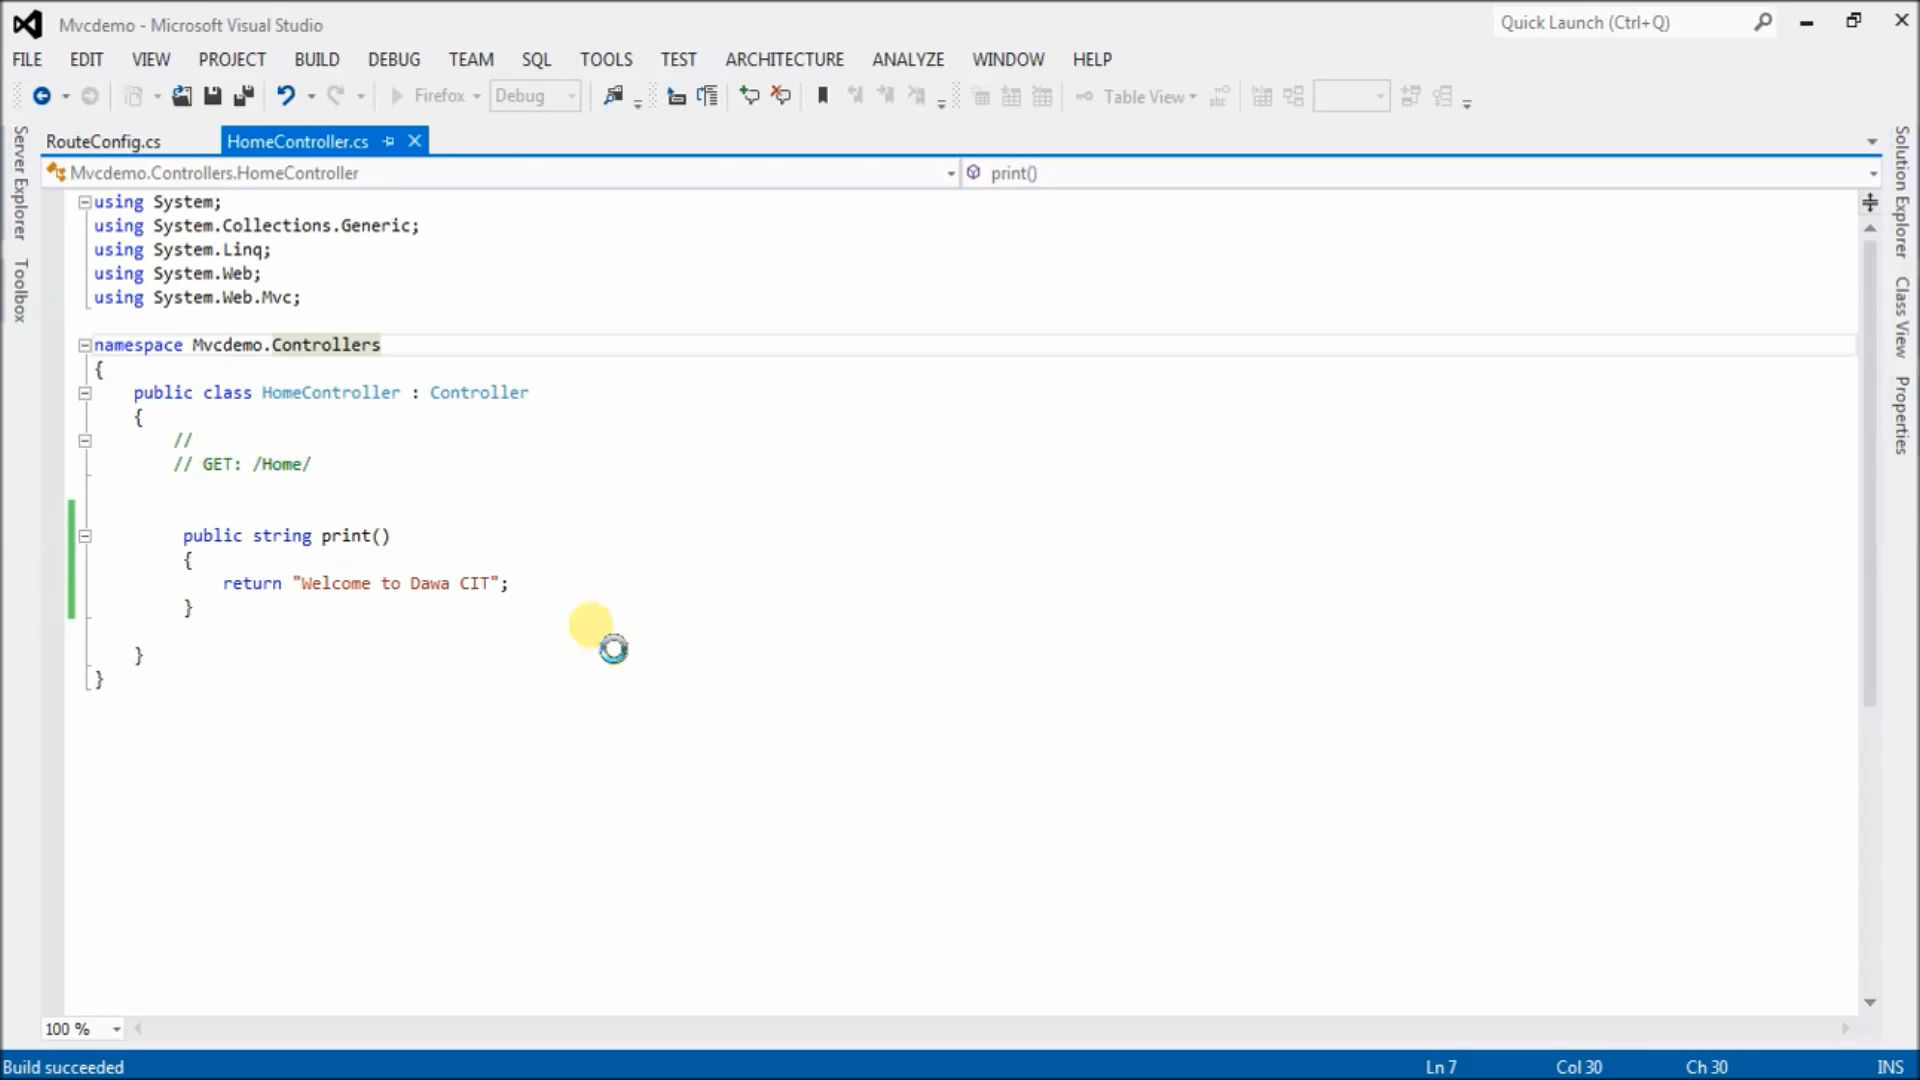 Mvcdemo - Microsoft Visual Studio
Quick Launch (Ctrl+Q)
FILE EDIT VIEW PROJECT BUILD DEBUG TEAM SQL TOOLS TEST ARCHITECTURE ANALYZE WINDOW HELP
Firefox Debug Table View
Server Explorer
Toolbox
RouteConfig.cs HomeController.cs
Mvcdemo.Controllers.HomeController print()
using System;
using System.Collections.Generic;
using System.Linq;
using System.Web;
using System.Web.Mvc;
namespace Mvcdemo.Controllers
{
public class HomeController : Controller
{
//
// GET: /Home/
public string print()
{
return "Welcome to Dawa CIT";
}
}
}
Solution Explorer
Class View
Properties
100 %
Build succeeded Ln 7 Col 30 Ch 30 INS